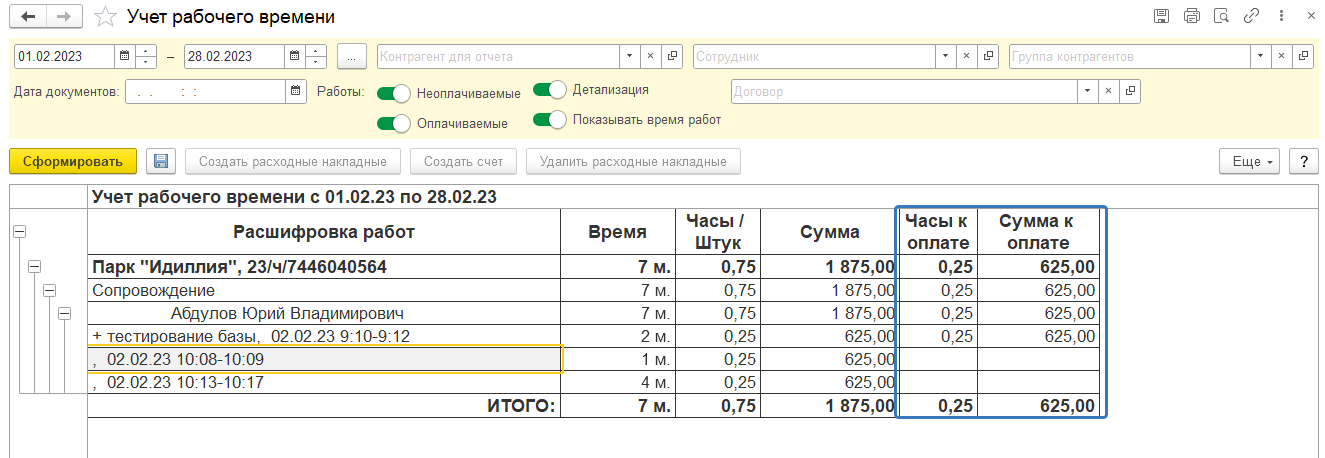 Учет рабочего времени
01.02.2023 – 28.02.2023 ... Контрагент для отчета Сотрудник Группа контрагентов
Дата документов: . . : : Работы: Неоплачиваемые Детализация Договор
Оплачиваемые Показывать время работ
Сформировать Создать расходные накладные Создать счет Удалить расходные накладные Еще ?
Учет рабочего времени с 01.02.23 по 28.02.23
Расшифровка работ Время Часы / Штук Сумма Часы к оплате Сумма к оплате
Парк "Идиллия", 23/ч/7446040564 7 м. 0,75 1 875,00 0,25 625,00
Сопровождение 7 м. 0,75 1 875,00 0,25 625,00
Абдулов Юрий Владимирович 7 м. 0,75 1 875,00 0,25 625,00
+ тестирование базы, 02.02.23 9:10-9:12 2 м. 0,25 625,00 0,25 625,00
, 02.02.23 10:08-10:09 1 м. 0,25 625,00
, 02.02.23 10:13-10:17 4 м. 0,25 625,00
ИТОГО: 7 м. 0,75 1 875,00 0,25 625,00